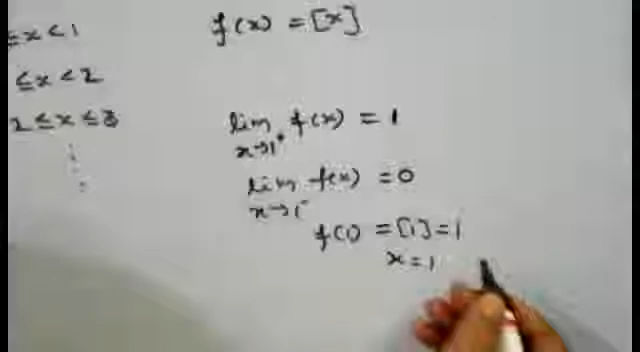 ≤x<1
≤x<2
2≤x≤3
f(x) = [x]
lim f(x) = 1
x→1⁺
lim f(x) = 0
x→1⁻
f(1) = [1] = 1
x=1